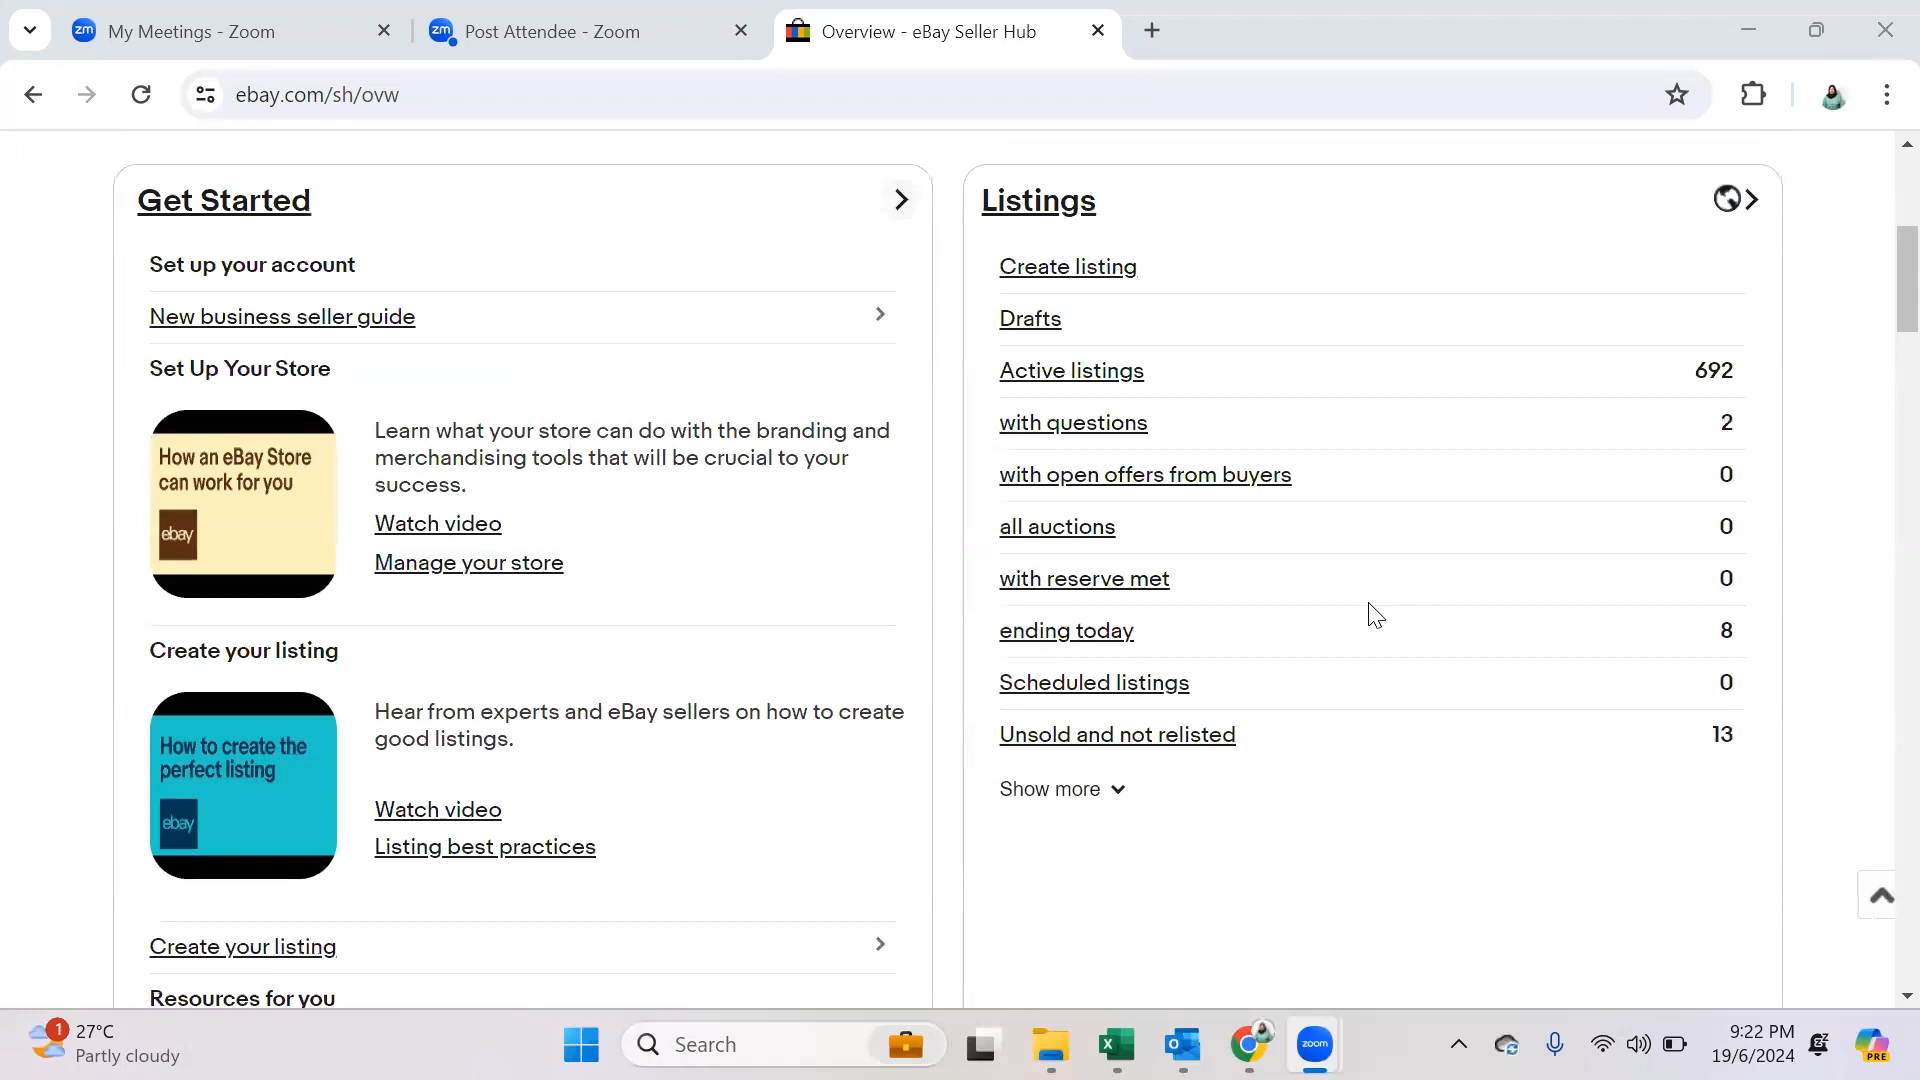 zm My Meetings - Zoom
zm Post Attendee - Zoom
Overview - eBay Seller Hub
ebay.com/sh/ovw
Get Started
Set up your account
New business seller guide
Set Up Your Store
How an eBay Store
can work for you
ebay
Learn what your store can do with the branding and
merchandising tools that will be crucial to your
success.
Watch video
Manage your store
Create your listing
How to create the
perfect listing
ebay
Hear from experts and eBay sellers on how to create
good listings.
Watch video
Listing best practices
Create your listing
Resources for you
Listings
Create listing
Drafts
Active listings 692
with questions 2
with open offers from buyers 0
all auctions 0
with reserve met 0
ending today 8
Scheduled listings 0
Unsold and not relisted 13
Show more
1
27°C
Partly cloudy
Search
zoom
9:22 PM
19/6/2024
PRE